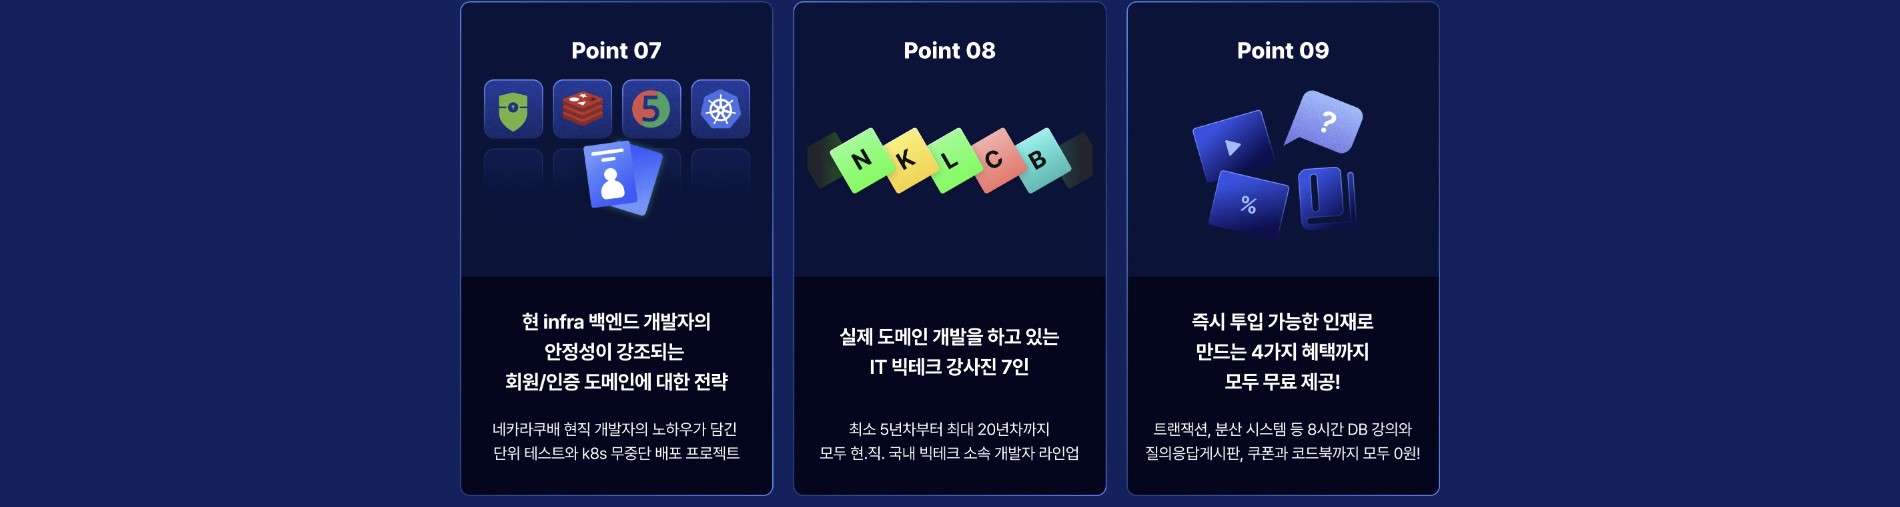 Point 07
5
현 infra 백엔드 개발자의
안정성이 강조되는
회원/인증 도메인에 대한 전략
네카라쿠배 현직 개발자의 노하우가 담긴
단위 테스트와 k8s 무중단 배포 프로젝트
Point 08
N K L C B
실제 도메인 개발을 하고 있는
IT 빅테크 강사진 7인
최소 5년차부터 최대 20년차까지
모두 현.직. 국내 빅테크 소속 개발자 라인업
Point 09
?
%
즉시 투입 가능한 인재로
만드는 4가지 혜택까지
모두 무료 제공!
트랜잭션, 분산 시스템 등 8시간 DB 강의와
질의응답게시판, 쿠폰과 코드북까지 모두 0원!